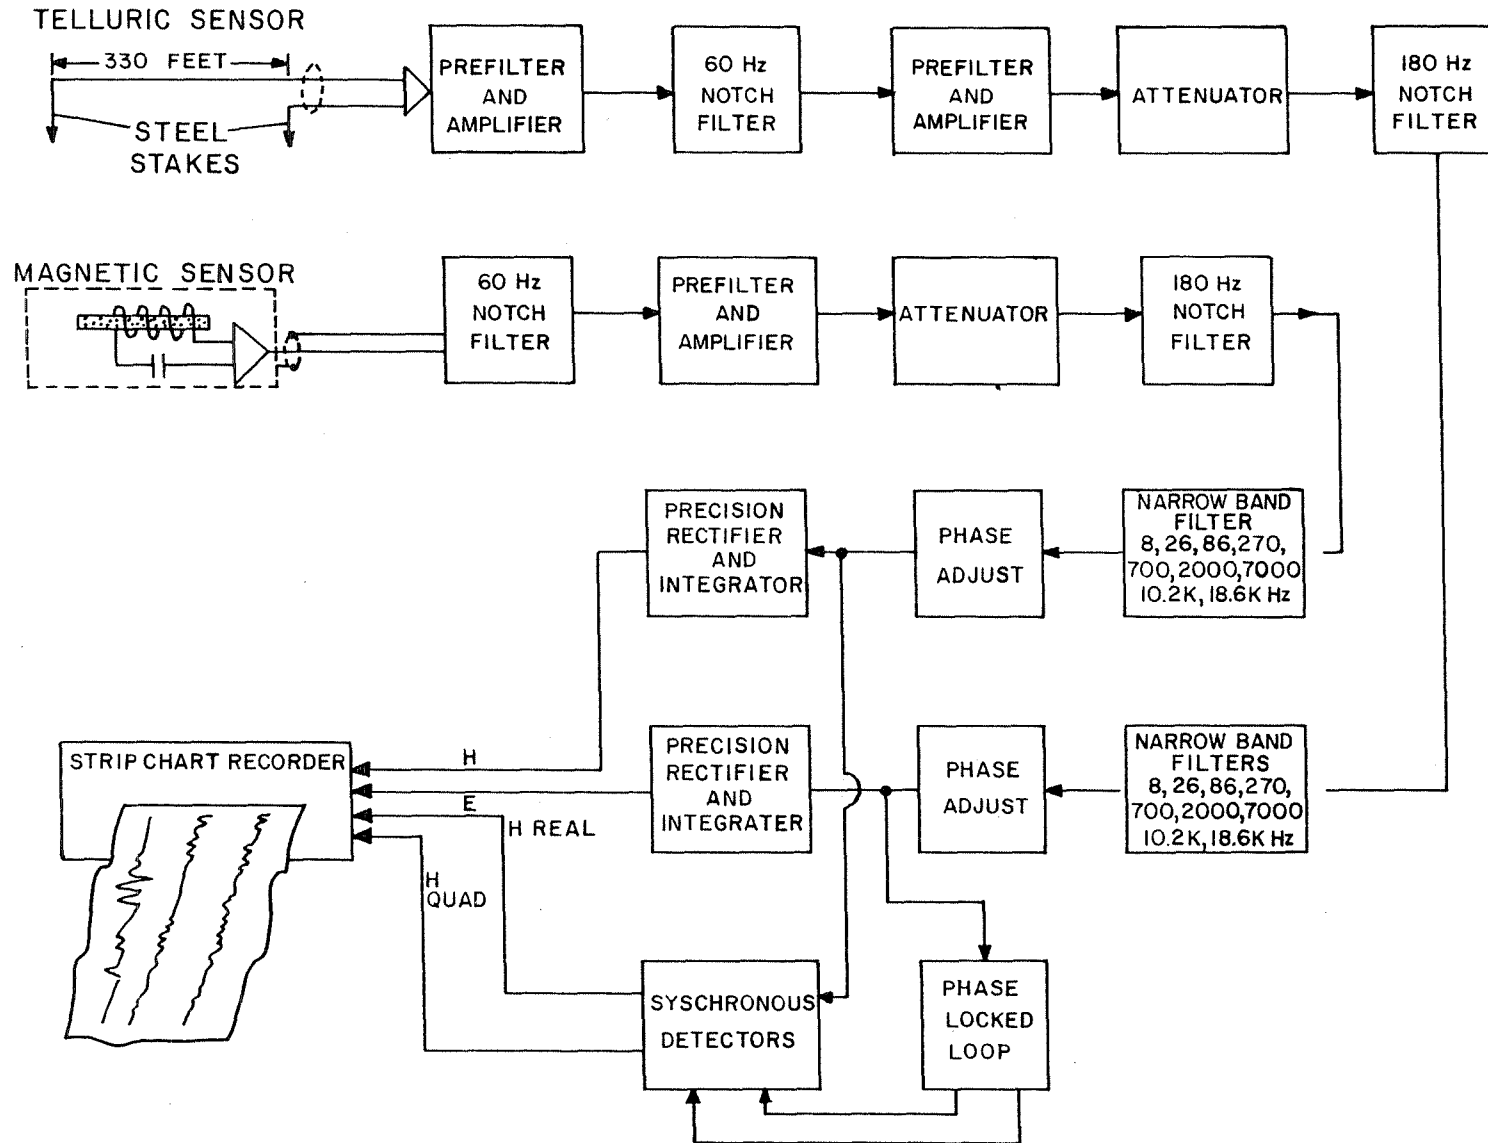 TELLURIC SENSOR
330 FEET
STEEL
STAKES
PREFILTER
AND
AMPLIFIER
60 Hz
NOTCH
FILTER
PREFILTER
AND
AMPLIFIER
ATTENUATOR
180 Hz
NOTCH
FILTER
MAGNETIC SENSOR
60 Hz
NOTCH
FILTER
PREFILTER
AND
AMPLIFIER
ATTENUATOR
180 Hz
NOTCH
FILTER
PRECISION
RECTIFIER
AND
INTEGRATOR
PHASE
ADJUST
NARROW BAND
FILTER
8, 26, 86, 270,
700, 2000, 7000
10.2K, 18.6K Hz
STRIP CHART RECORDER
H
E
H REAL
H
QUAD
PRECISION
RECTIFIER
AND
INTEGRATER
PHASE
ADJUST
NARROW BAND
FILTERS
8, 26, 86, 270,
700, 2000, 7000
10.2K, 18.6K Hz
SYSCHRONOUS
DETECTORS
PHASE
LOCKED
LOOP